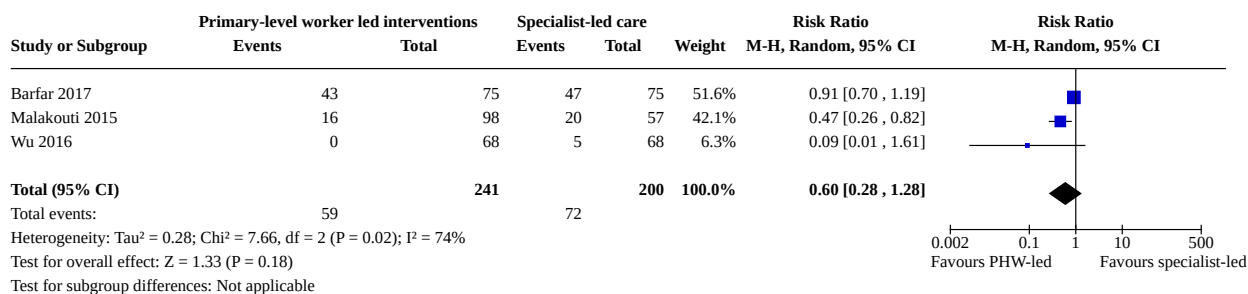 Primary-level worker led interventions Specialist-led care Risk Ratio Risk Ratio
Study or Subgroup Events Total Events Total Weight M-H, Random, 95% CI M-H, Random, 95% CI
Barfar 2017 43 75 47 75 51.6% 0.91 [0.70 , 1.19]
Malakouti 2015 16 98 20 57 42.1% 0.47 [0.26 , 0.82]
Wu 2016 0 68 5 68 6.3% 0.09 [0.01 , 1.61]
Total (95% CI) 241 200 100.0% 0.60 [0.28 , 1.28]
Total events: 59 72
Heterogeneity: Tau² = 0.28; Chi² = 7.66, df = 2 (P = 0.02); I² = 74%
0.002 0.1 1 10 500
Test for overall effect: Z = 1.33 (P = 0.18) Favours PHW-led Favours specialist-led
Test for subgroup differences: Not applicable